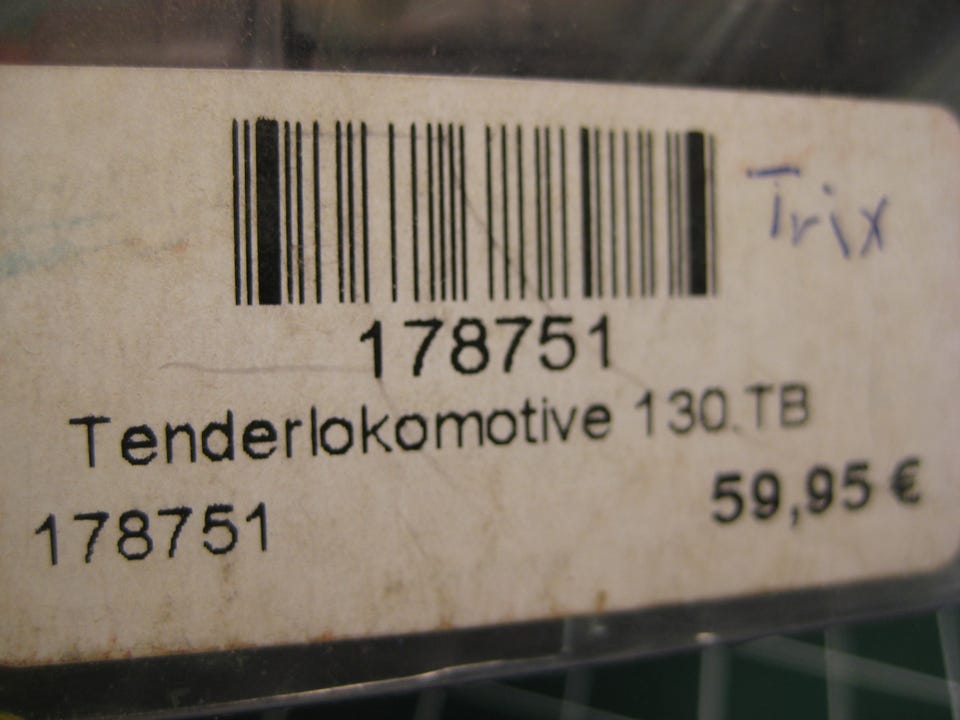 Trix
178751
Tenderlokomotive 130.TB
59,95 €
178751